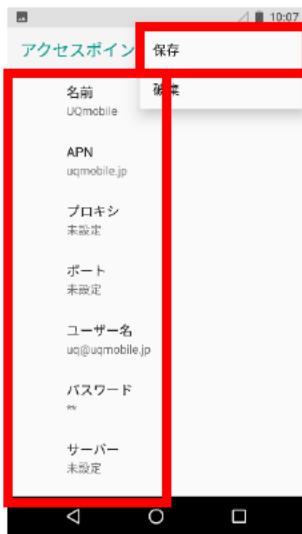 10:07
アクセスポイン
保存
破棄
名前
UQmobile
APN
uqmobile.jp
プロキシ
未設定
ポート
未設定
ユーザー名
uq@uqmobile.jp
パスワード
**
サーバー
未設定